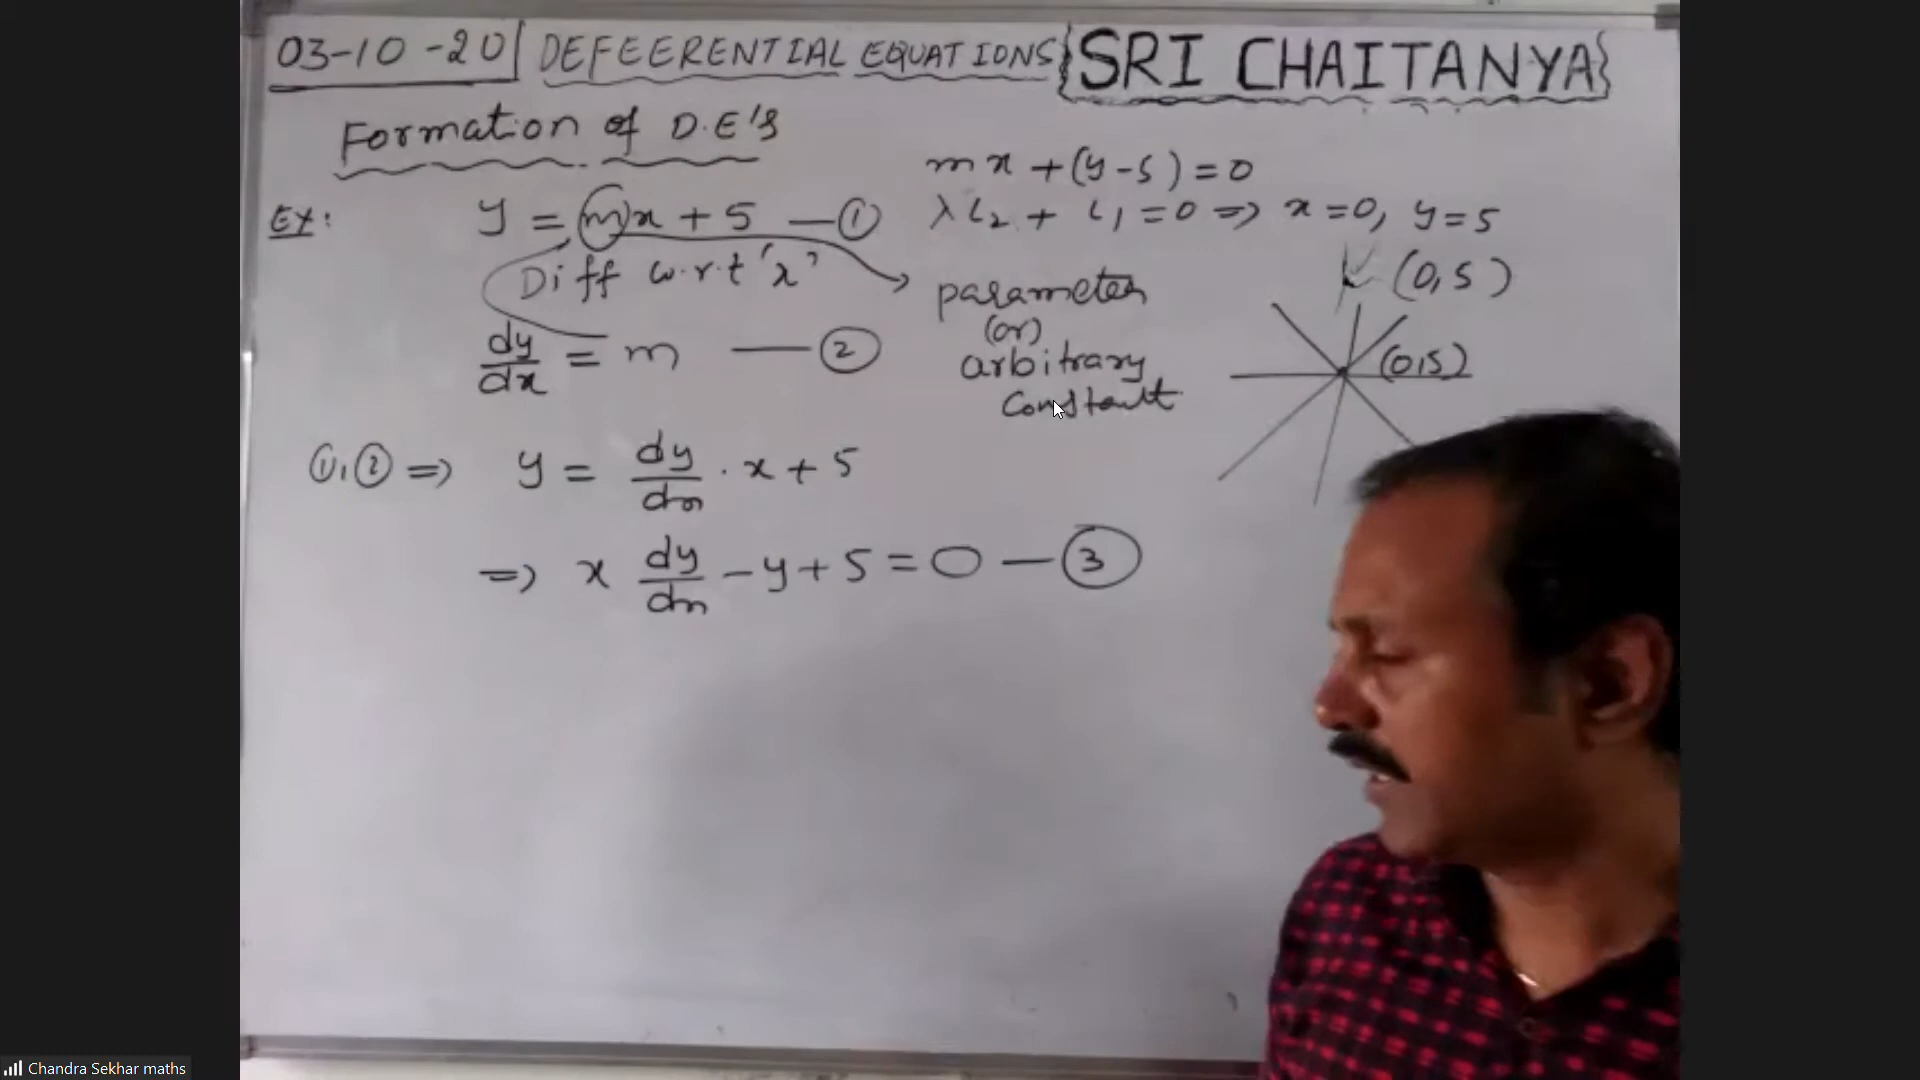 03-10-20 | DEFEERENTIAL EQUATIONS {SRI CHAITANYA}
Formation of D.E's
Ex: y = mx + 5 — ①
Diff w.r.t 'x'
dy/dx = m — ②
①,② => y = dy/dx . x + 5
=> x dy/dx - y + 5 = 0 — ③
mx + (y-5) = 0
λL₂ + L₁ = 0 => x=0, y=5
parameter
(or)
arbitrary
constant
(0,5)
(0,5)
Chandra Sekhar maths